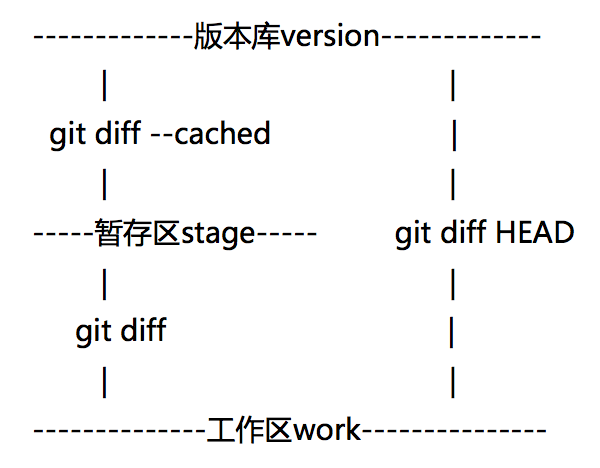 -------------版本库version-------------
| |
git diff --cached |
| |
-----暂存区stage----- git diff HEAD
| |
git diff |
| |
--------------工作区work---------------